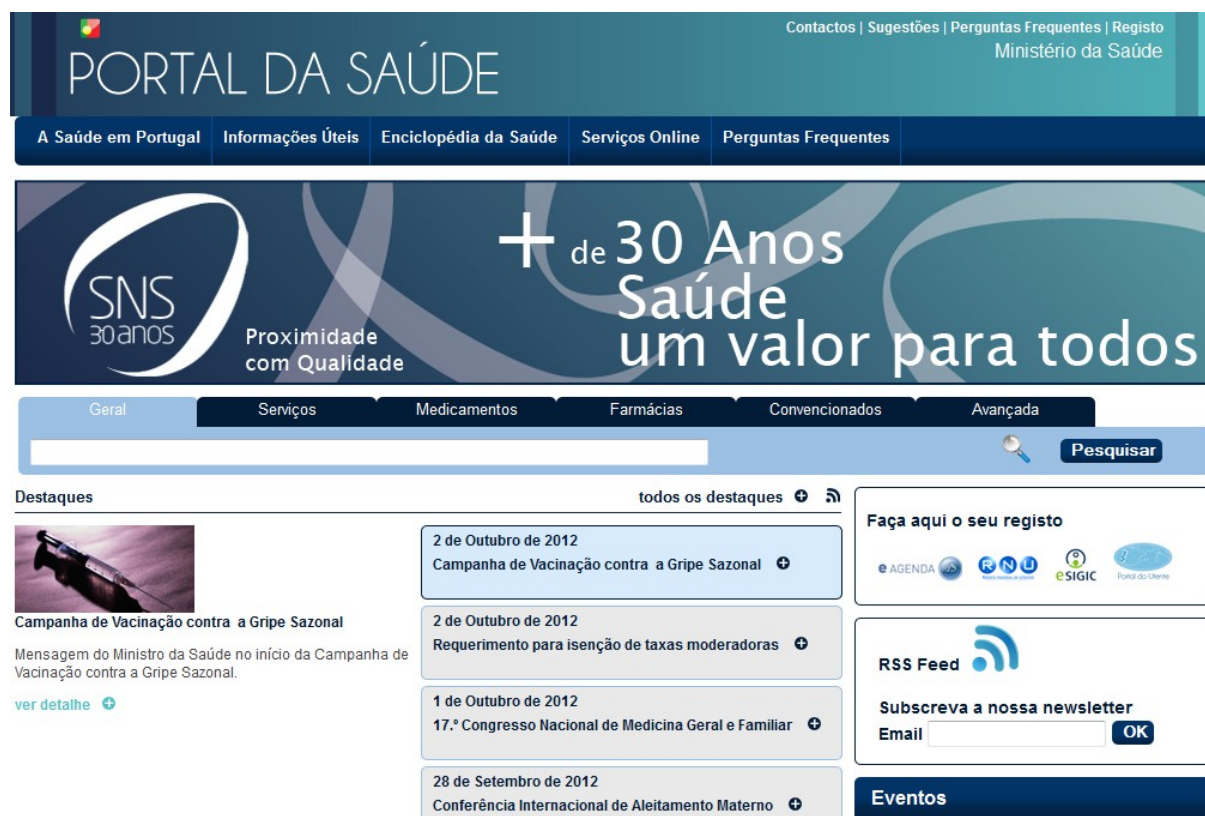 Contactos | Sugestões | Perguntas Frequentes | Registo
Ministério da Saúde
PORTAL DA SAÚDE
A Saúde em Portugal
Informações Úteis
Enciclopédia da Saúde
Serviços Online
Perguntas Frequentes
SNS
30 anos
Proximidade
com Qualidade
+ de 30 Anos
Saúde
um valor para todos
Geral
Serviços
Medicamentos
Farmácias
Convencionados
Avançada
Pesquisar
Destaques
todos os destaques
Campanha de Vacinação contra a Gripe Sazonal
Mensagem do Ministro da Saúde no início da Campanha de
Vacinação contra a Gripe Sazonal.
ver detalhe
2 de Outubro de 2012
Campanha de Vacinação contra a Gripe Sazonal
2 de Outubro de 2012
Requerimento para isenção de taxas moderadoras
1 de Outubro de 2012
17.º Congresso Nacional de Medicina Geral e Familiar
28 de Setembro de 2012
Conferência Internacional de Aleitamento Materno
Faça aqui o seu registo
e AGENDA
RNU
eSIGIC
Portal do Utente
RSS Feed
Subscreva a nossa newsletter
Email
OK
Eventos